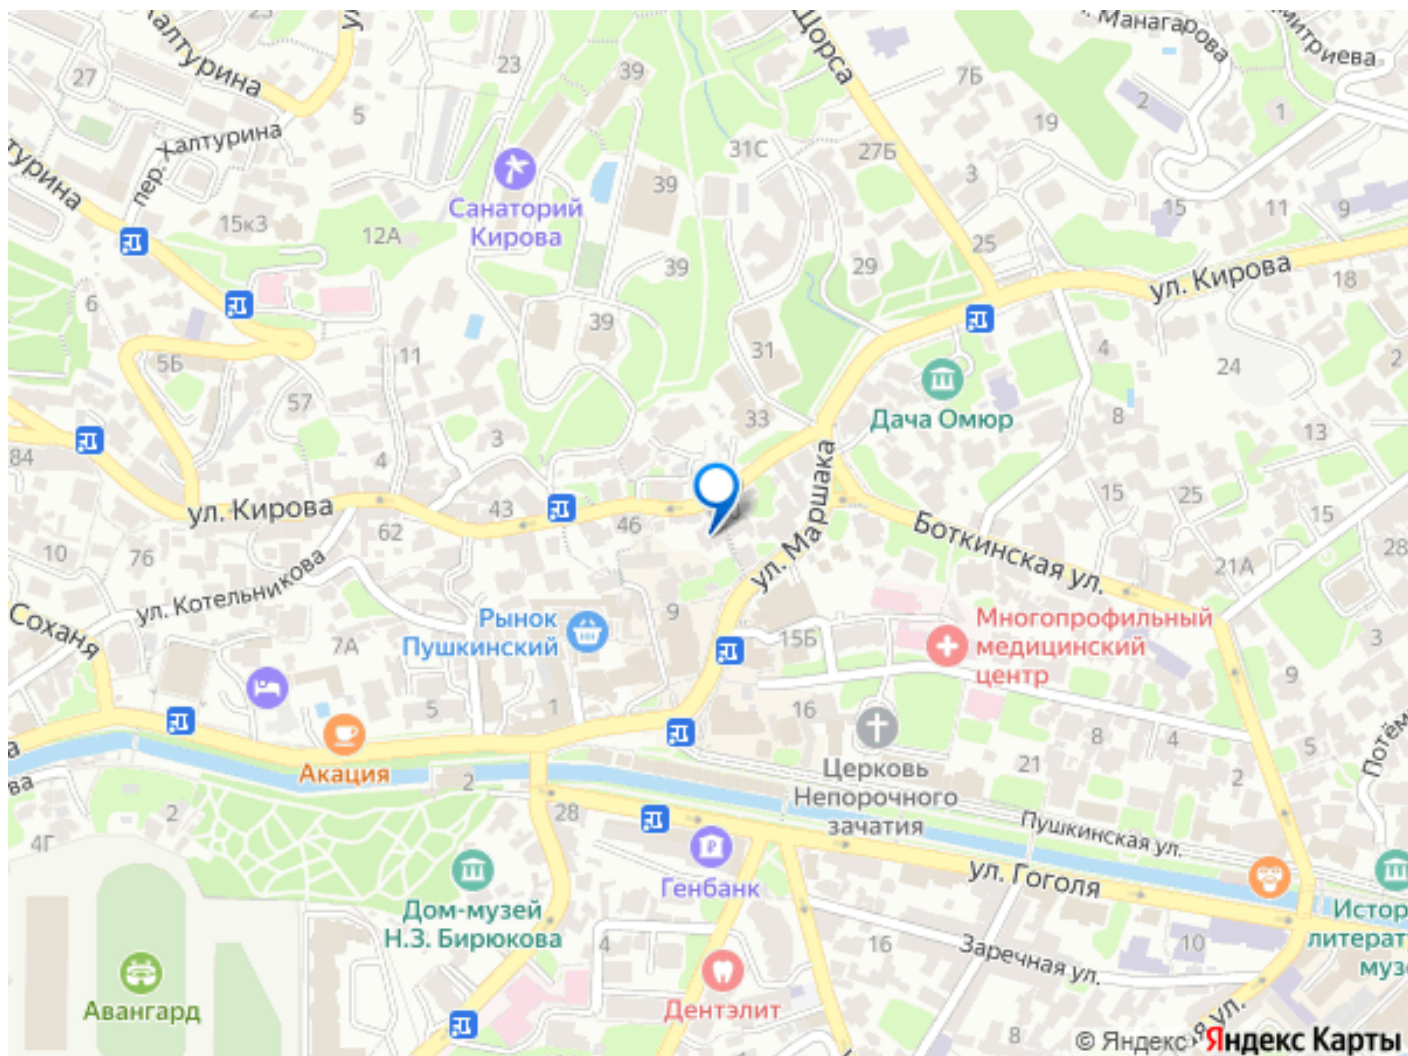 Халтурина
27
23
39
Щорса
Манагарова
митриева
7Б
2
1
19
5
пер. Халтурина
турина
31С
27Б
3
39
15
11
9
Санаторий
Кирова
15к3
12А
25
39
29
ул. Кирова
18
6
39
31
4
2
5Б
11
24
57
33
Дача Омюр
8
13
3
84
4
ул. Маршака
15
25
15
ул. Кирова
43
46
62
Боткинская ул.
28
10
76
21А
ул. Котельникова
Соханя
Рынок
Пушкинский
9
15Б
Многопрофильный
медицинский
центр
3
7А
9
5
1
16
8
4
5
Акация
2
21
2
Церковь
Непорочного
зачатия
Пушкинская ул.
28
2
4Г
Генбанк
ул. Гоголя
Дом-музей
Н.З. Бирюкова
4
16
Заречная ул.
10
Авангард
Дентэлит
8
© Яндекс Яндекс Карты